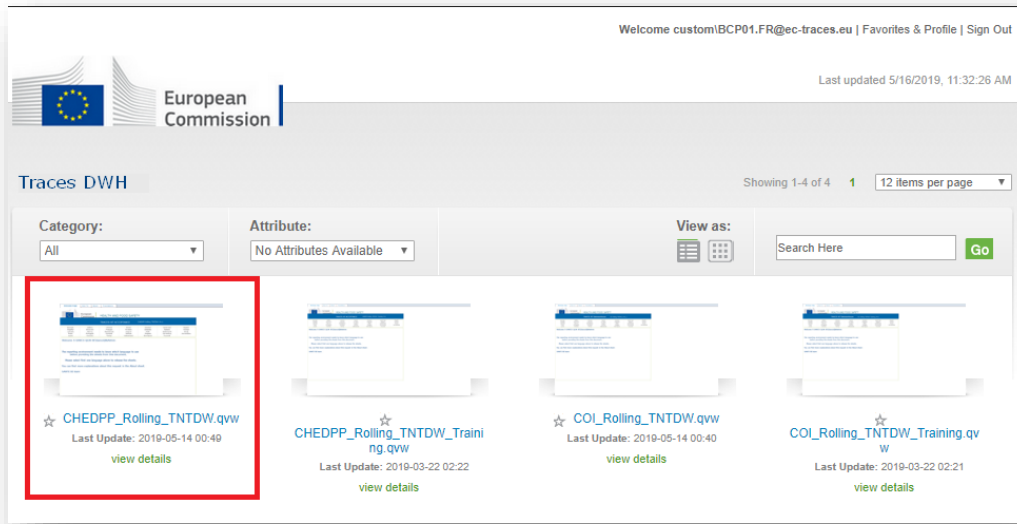 Welcome custom\BCP01.FR@ec-traces.eu | Favorites & Profile | Sign Out
Last updated 5/16/2019, 11:32:26 AM
European
Commission
Traces DWH
Showing 1-4 of 4 1 12 items per page
Category:
Attribute:
View as:
All
No Attributes Available
Search Here
Go
CHEDPP_Rolling_TNTDW.qvw
Last Update: 2019-05-14 00:49
view details
CHEDPP_Rolling_TNTDW_Traini
ng.qvw
Last Update: 2019-03-22 02:22
view details
COI_Rolling_TNTDW.qvw
Last Update: 2019-05-14 00:40
view details
COI_Rolling_TNTDW_Training.qv
w
Last Update: 2019-03-22 02:21
view details